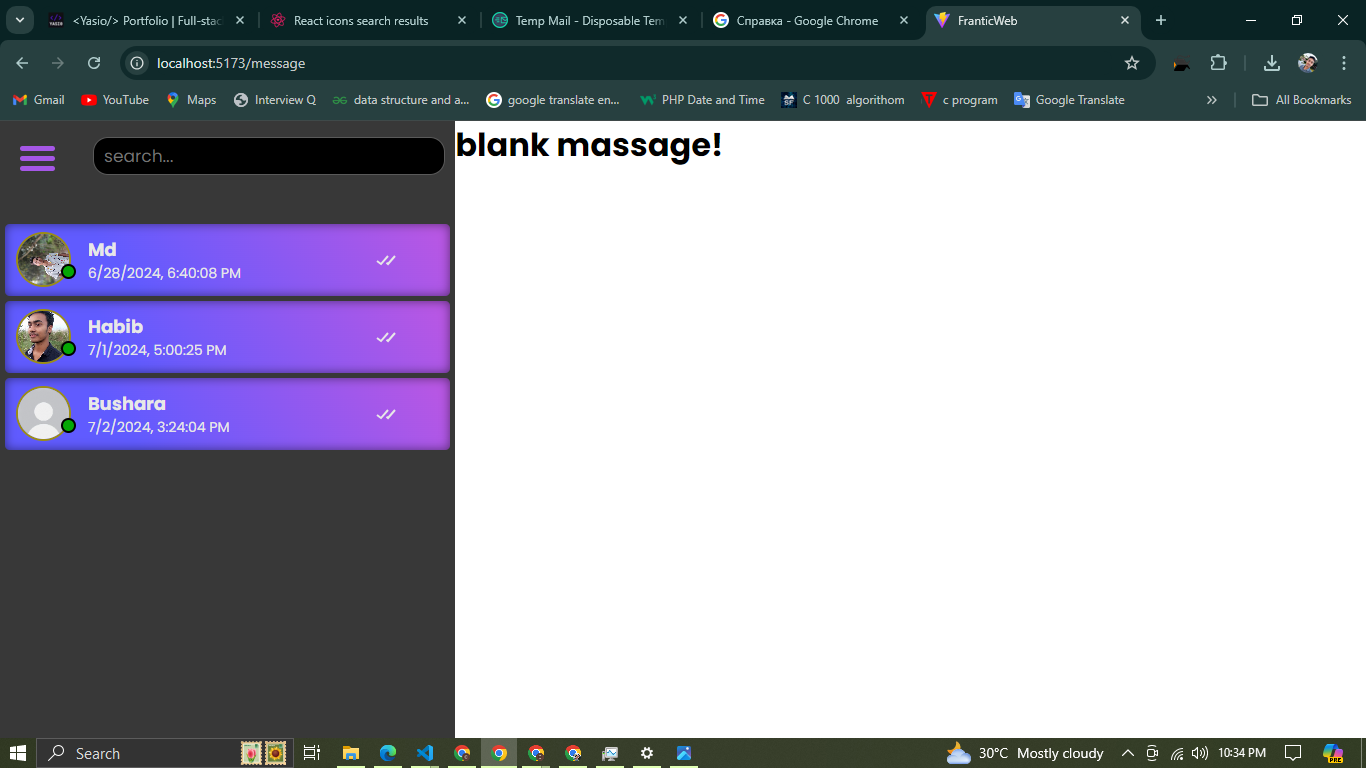 <Yasio/> Portfolio | Full-stac
React icons search results
Temp Mail - Disposable Tem
Справка - Google Chrome
FranticWeb
localhost:5173/message
Gmail
YouTube
Maps
Interview Q
data structure and a...
google translate en...
PHP Date and Time
C 1000 algorithom
c program
Google Translate
All Bookmarks
search...
blank massage!
Md
6/28/2024, 6:40:08 PM
Habib
7/1/2024, 5:00:25 PM
Bushara
7/2/2024, 3:24:04 PM
Search
30°C Mostly cloudy
10:34 PM
PRE